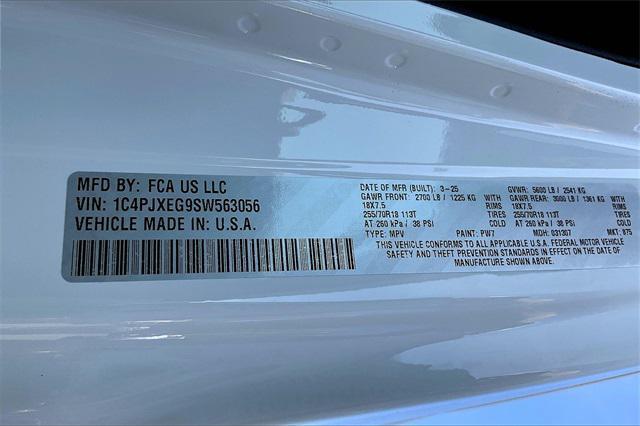 MFD BY: FCA US LLC
VIN: 1C4PJXEG9SW563056
VEHICLE MADE IN: U.S.A.
DATE OF MFR (BUILT): 3-25 GVWR: 5600 LB / 2541 KG
GAWR FRONT: 2700 LB / 1225 KG WITH GAWR REAR: 3000 LB / 1361 KG WITH
18X7.5 RIMS 18X7.5 RIMS
255/70R18 113T TIRES 255/70R18 113T TIRES
AT 260 kPa / 38 PSI COLD AT 260 kPa / 38 PSI COLD
TYPE: MPV PAINT: PW7 MDH: 031307 MKT: 875
THIS VEHICLE CONFORMS TO ALL APPLICABLE U.S.A. FEDERAL MOTOR VEHICLE
SAFETY AND THEFT PREVENTION STANDARDS IN EFFECT ON THE DATE OF
MANUFACTURE SHOWN ABOVE.